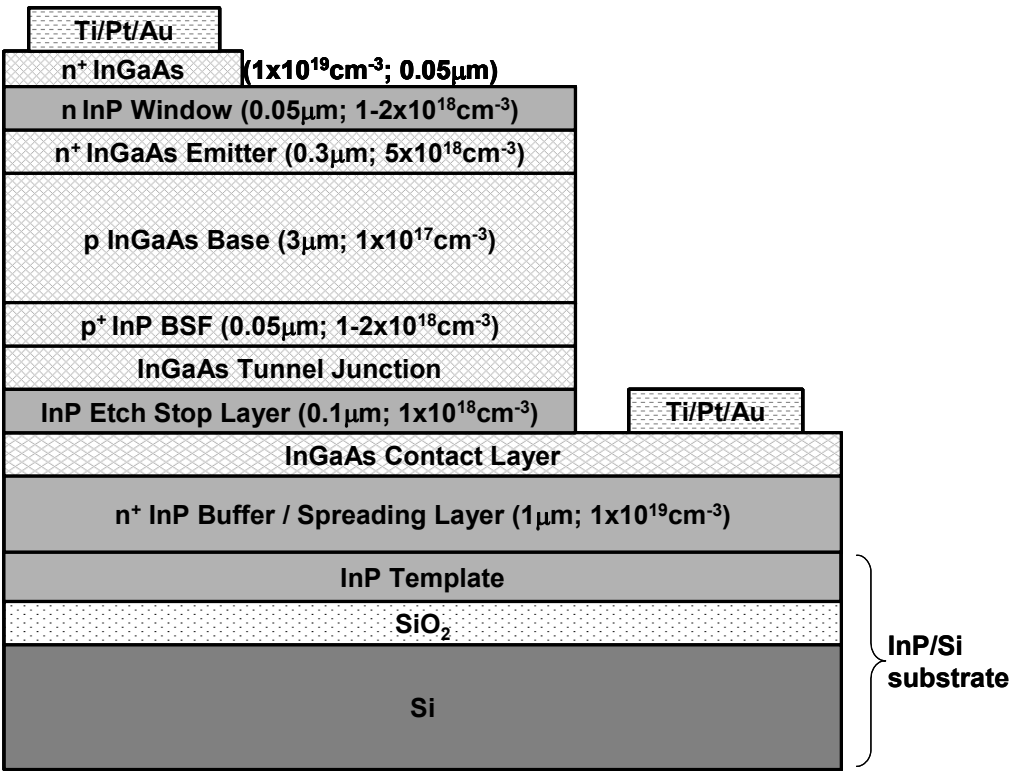 Ti/Pt/Au
n⁺ InGaAs (1x10¹⁹cm⁻³; 0.05μm)
n InP Window (0.05μm; 1-2x10¹⁸cm⁻³)
n⁺ InGaAs Emitter (0.3μm; 5x10¹⁸cm⁻³)
p InGaAs Base (3μm; 1x10¹⁷cm⁻³)
p⁺ InP BSF (0.05μm; 1-2x10¹⁸cm⁻³)
InGaAs Tunnel Junction
InP Etch Stop Layer (0.1μm; 1x10¹⁸cm⁻³)
Ti/Pt/Au
InGaAs Contact Layer
n⁺ InP Buffer / Spreading Layer (1μm; 1x10¹⁹cm⁻³)
InP Template
SiO₂
InP/Si
substrate
Si